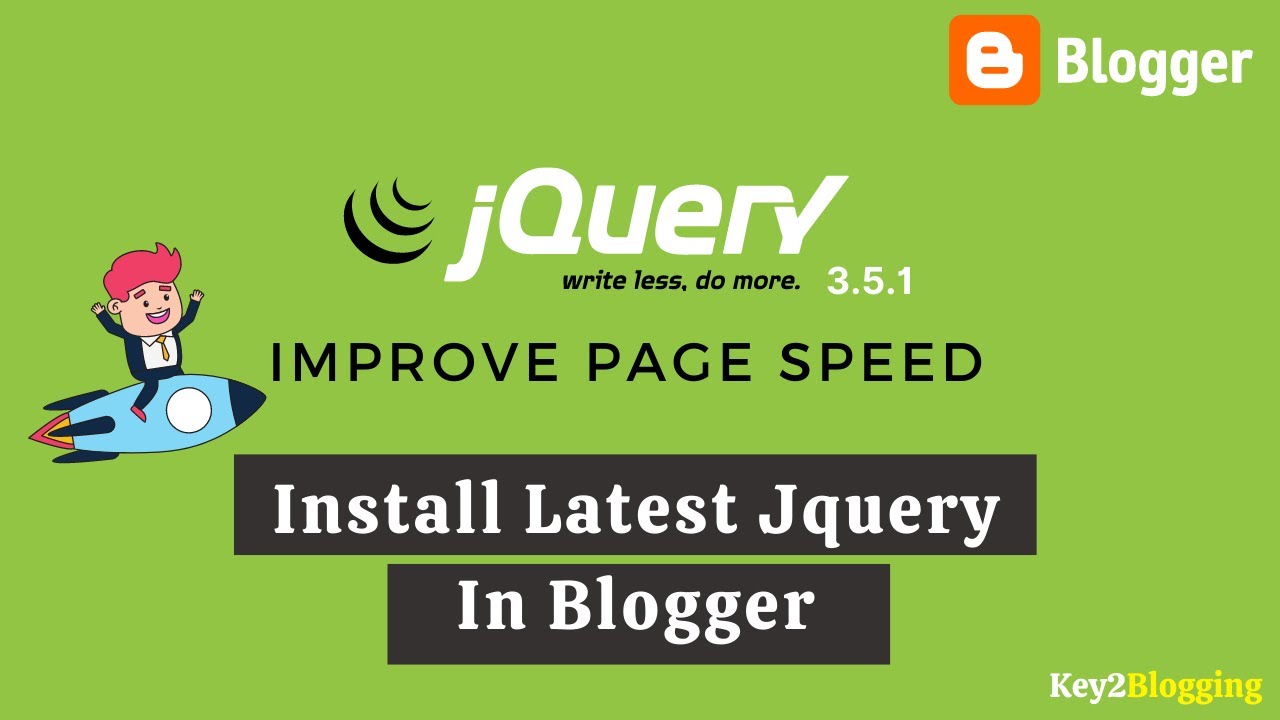 Blogger
jQuery
write less, do more. 3.5.1
IMPROVE PAGE SPEED
Install Latest Jquery
In Blogger
Key2Blogging